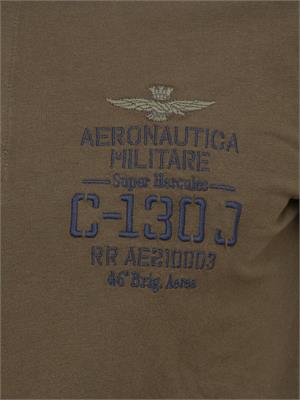 AERONAUTICA
MILITARE
Super Hercules
C-130J
RR AE210003
46ª Brig. Aerea